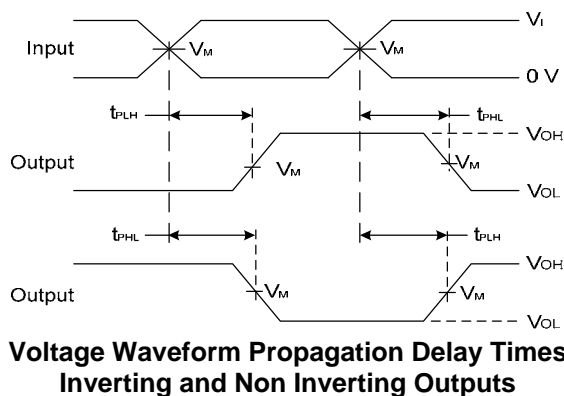 VI
Input VM VM
0 V
tPLH tPHL
VOH
Output VM VM
VOL
tPHL tPLH
VOH
Output VM VM
VOL
Voltage Waveform Propagation Delay Times
Inverting and Non Inverting Outputs